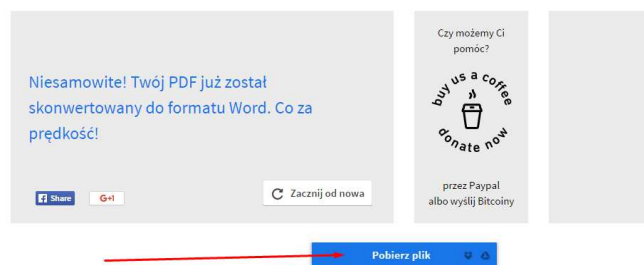 Niesamowite! Twój PDF już został
skonwertowany do formatu Word. Co za
prędkość!
Share
G+1
Zacznij od nowa
Czy możemy Ci
pomóc?
buy us a coffee
donate now
przez Paypal
albo wyślij Bitcoiny
Pobierz plik